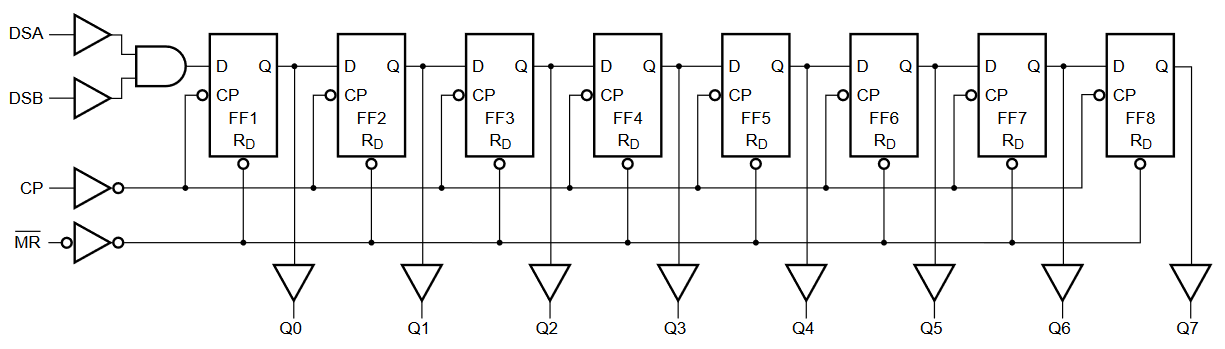 DSA
DSB
D Q D Q D Q D Q D Q D Q D Q D Q
CP CP CP CP CP CP CP CP
FF1 FF2 FF3 FF4 FF5 FF6 FF7 FF8
RD RD RD RD RD RD RD RD
CP
MR
Q0 Q1 Q2 Q3 Q4 Q5 Q6 Q7